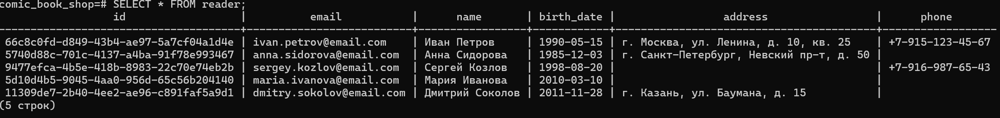 comic_book_shop=# SELECT * FROM reader;
id | email | name | birth_date | address | phone
--------------------------------------+--------------------------+-----------------+------------+-----------------------------------------+------------------
66c8c0fd-d849-43b4-ae97-5a7cf04a1d4e | ivan.petrov@email.com | Иван Петров | 1990-05-15 | г. Москва, ул. Ленина, д. 10, кв. 25 | +7-915-123-45-67
5740d88c-701c-4137-a4ba-91f78e993467 | anna.sidorova@email.com | Анна Сидорова | 1985-12-03 | г. Санкт-Петербург, Невский пр-т, д. 50 |
9477efca-4b5e-418b-8983-22c70e74eb2b | sergey.kozlov@email.com | Сергей Козлов | 1998-08-20 | | +7-916-987-65-43
5d10d4b5-9045-4aa0-956d-65c56b204140 | maria.ivanova@email.com | Мария Иванова | 2010-03-10 | |
11309de7-2b40-4ee2-ae96-c891faf5a9d1 | dmitry.sokolov@email.com | Дмитрий Соколов | 2011-11-28 | г. Казань, ул. Баумана, д. 15 |
(5 строк)